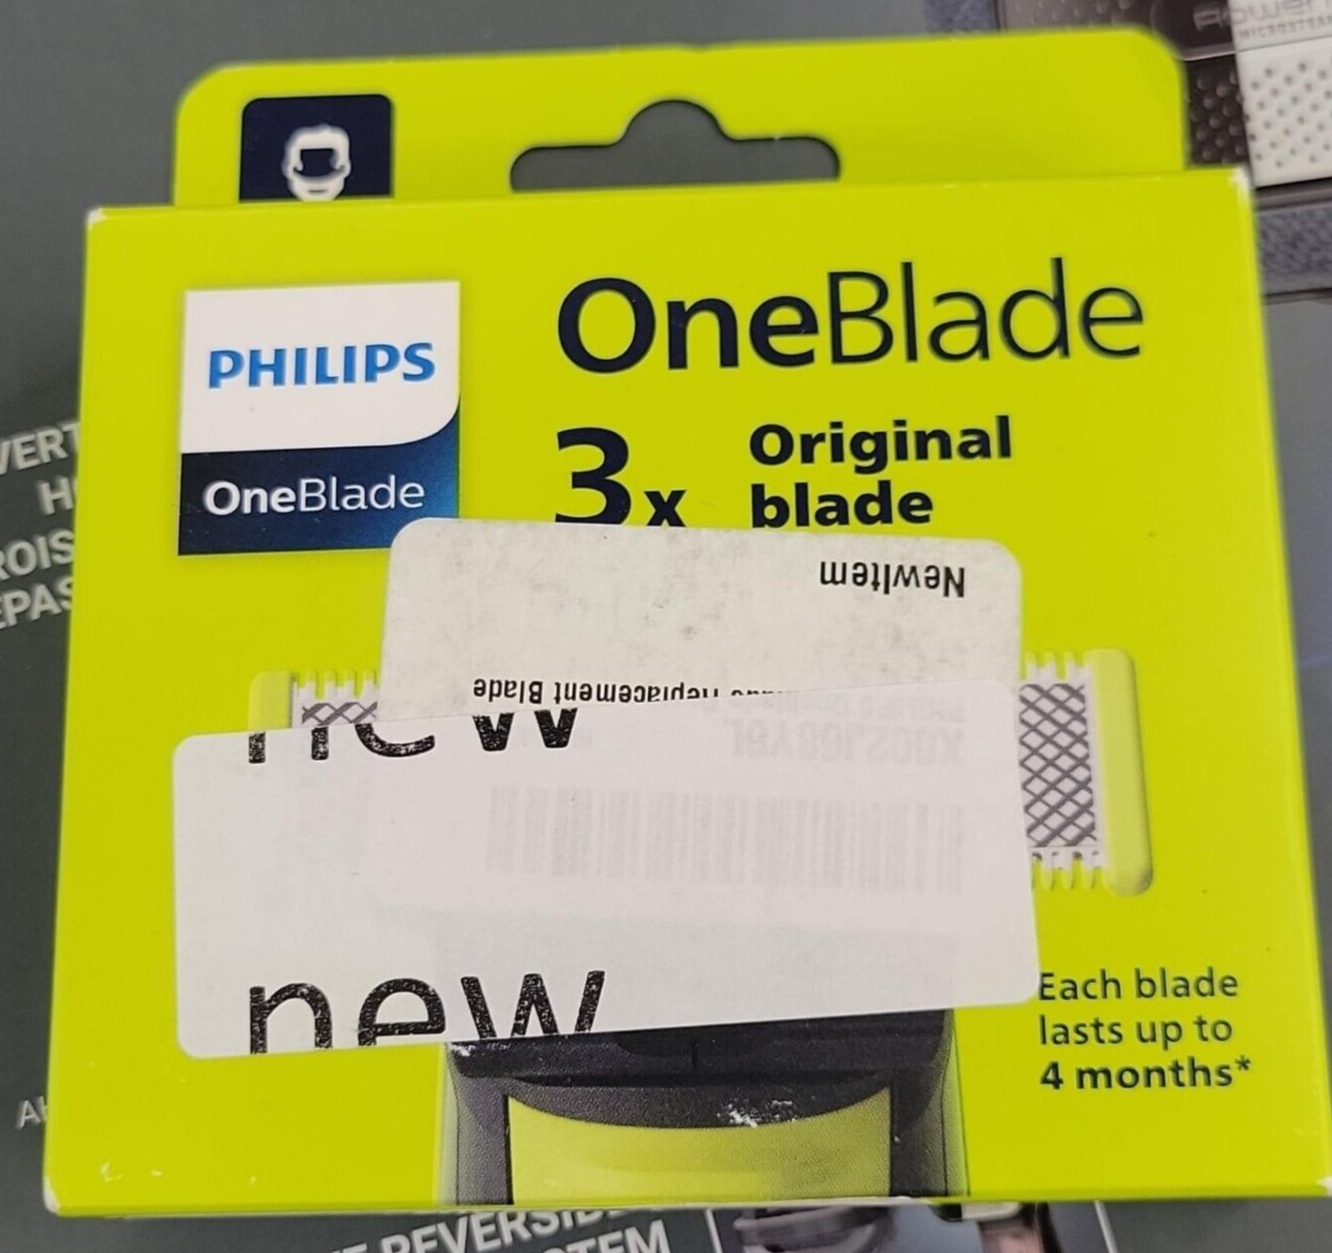 PHILIPS
OneBlade
OneBlade
3x
Original
blade
NewItem
Replacement Blade
new
new
Each blade
lasts up to
4 months*